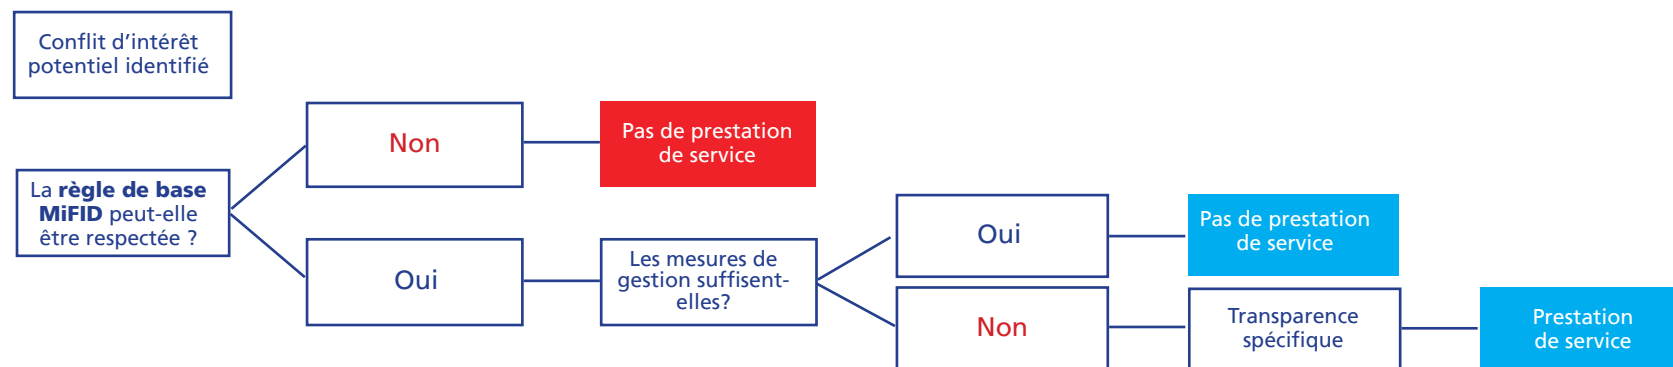 Conflit d’intérêt
potentiel identifié
La règle de base
MiFID peut-elle
être respectée ?
Non
Pas de prestation
de service
Oui
Les mesures de
gestion suffisent-
elles?
Oui
Pas de prestation
de service
Non
Transparence
spécifique
Prestation
de service